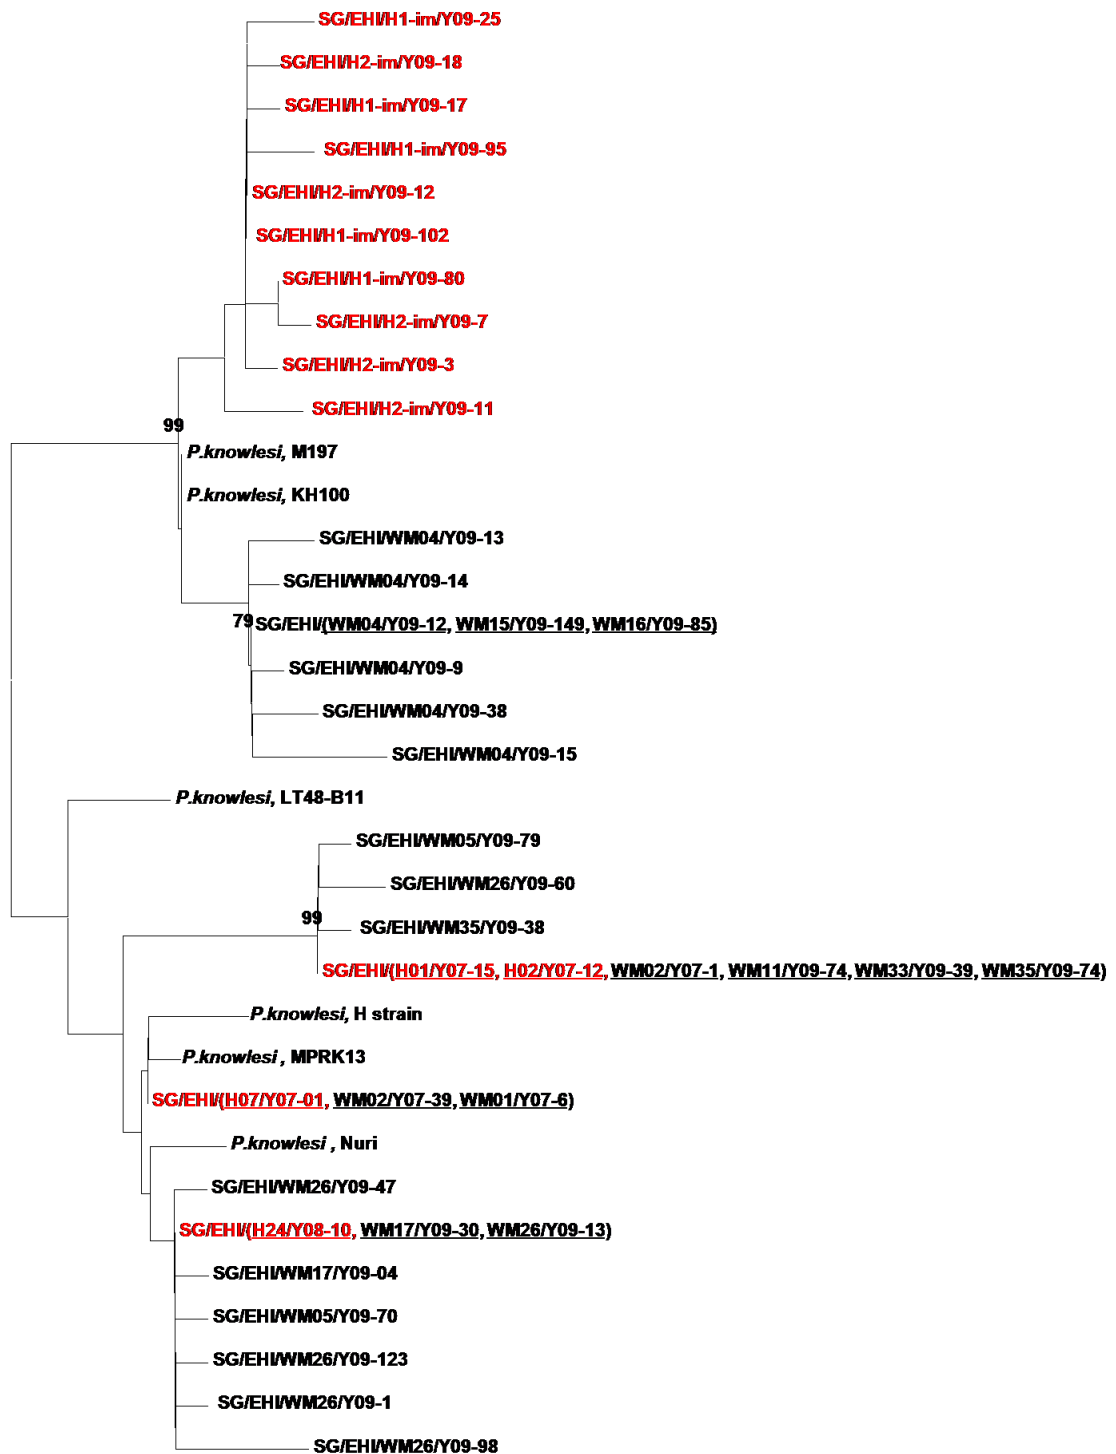 SG/EHI/H1-im/Y09-25
SG/EHI/H2-im/Y09-18
SG/EHI/H1-im/Y09-17
SG/EHI/H1-im/Y09-95
SG/EHI/H2-im/Y09-12
SG/EHI/H1-im/Y09-102
SG/EHI/H1-im/Y09-80
SG/EHI/H2-im/Y09-7
SG/EHI/H2-im/Y09-3
SG/EHI/H2-im/Y09-11
99
P.knowlesi, M197
P.knowlesi, KH100
SG/EHI/WM04/Y09-13
SG/EHI/WM04/Y09-14
79 SG/EHI/(WM04/Y09-12, WM15/Y09-149, WM16/Y09-85)
SG/EHI/WM04/Y09-9
SG/EHI/WM04/Y09-38
SG/EHI/WM04/Y09-15
P.knowlesi, LT48-B11
SG/EHI/WM05/Y09-79
SG/EHI/WM26/Y09-60
99
SG/EHI/WM35/Y09-38
SG/EHI/(H01/Y07-15, H02/Y07-12, WM02/Y07-1, WM11/Y09-74, WM33/Y09-39, WM35/Y09-74)
P.knowlesi, H strain
P.knowlesi , MPRK13
SG/EHI/(H07/Y07-01, WM02/Y07-39, WM01/Y07-6)
P.knowlesi , Nuri
SG/EHI/WM26/Y09-47
SG/EHI/(H24/Y08-10, WM17/Y09-30, WM26/Y09-13)
SG/EHI/WM17/Y09-04
SG/EHI/WM05/Y09-70
SG/EHI/WM26/Y09-123
SG/EHI/WM26/Y09-1
SG/EHI/WM26/Y09-98